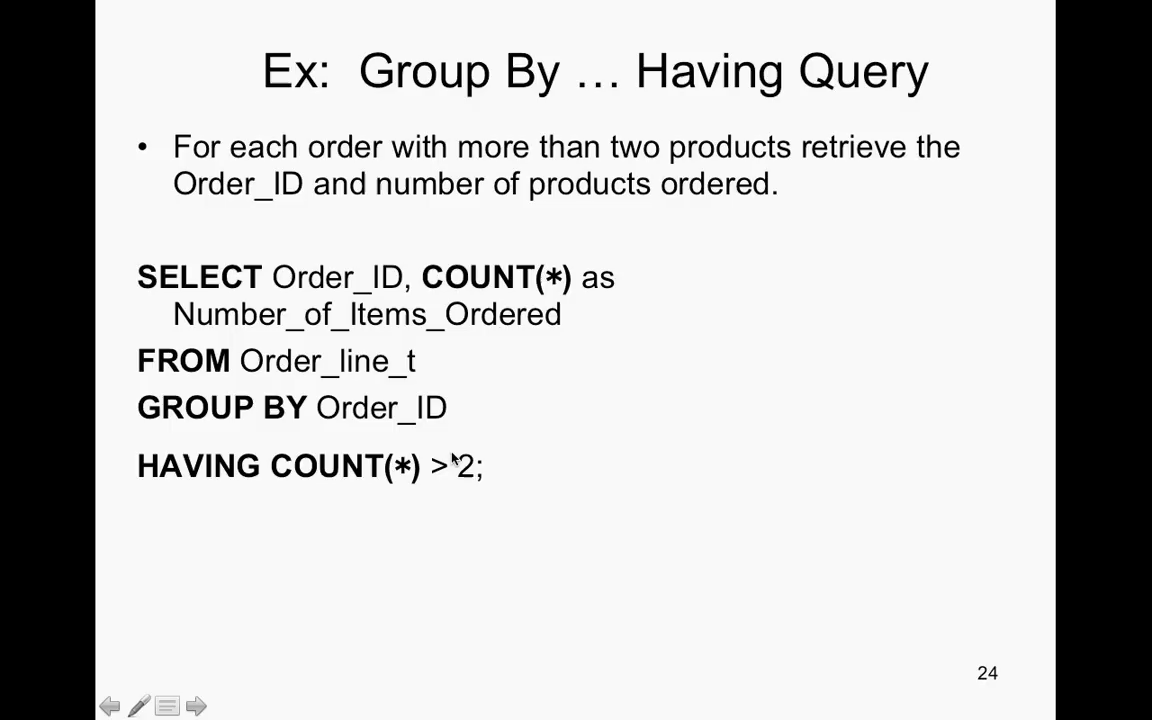 Ex: Group By … Having Query
• For each order with more than two products retrieve the
Order_ID and number of products ordered.
SELECT Order_ID, COUNT(*) as
Number_of_Items_Ordered
FROM Order_line_t
GROUP BY Order_ID
HAVING COUNT(*) > 2;
24